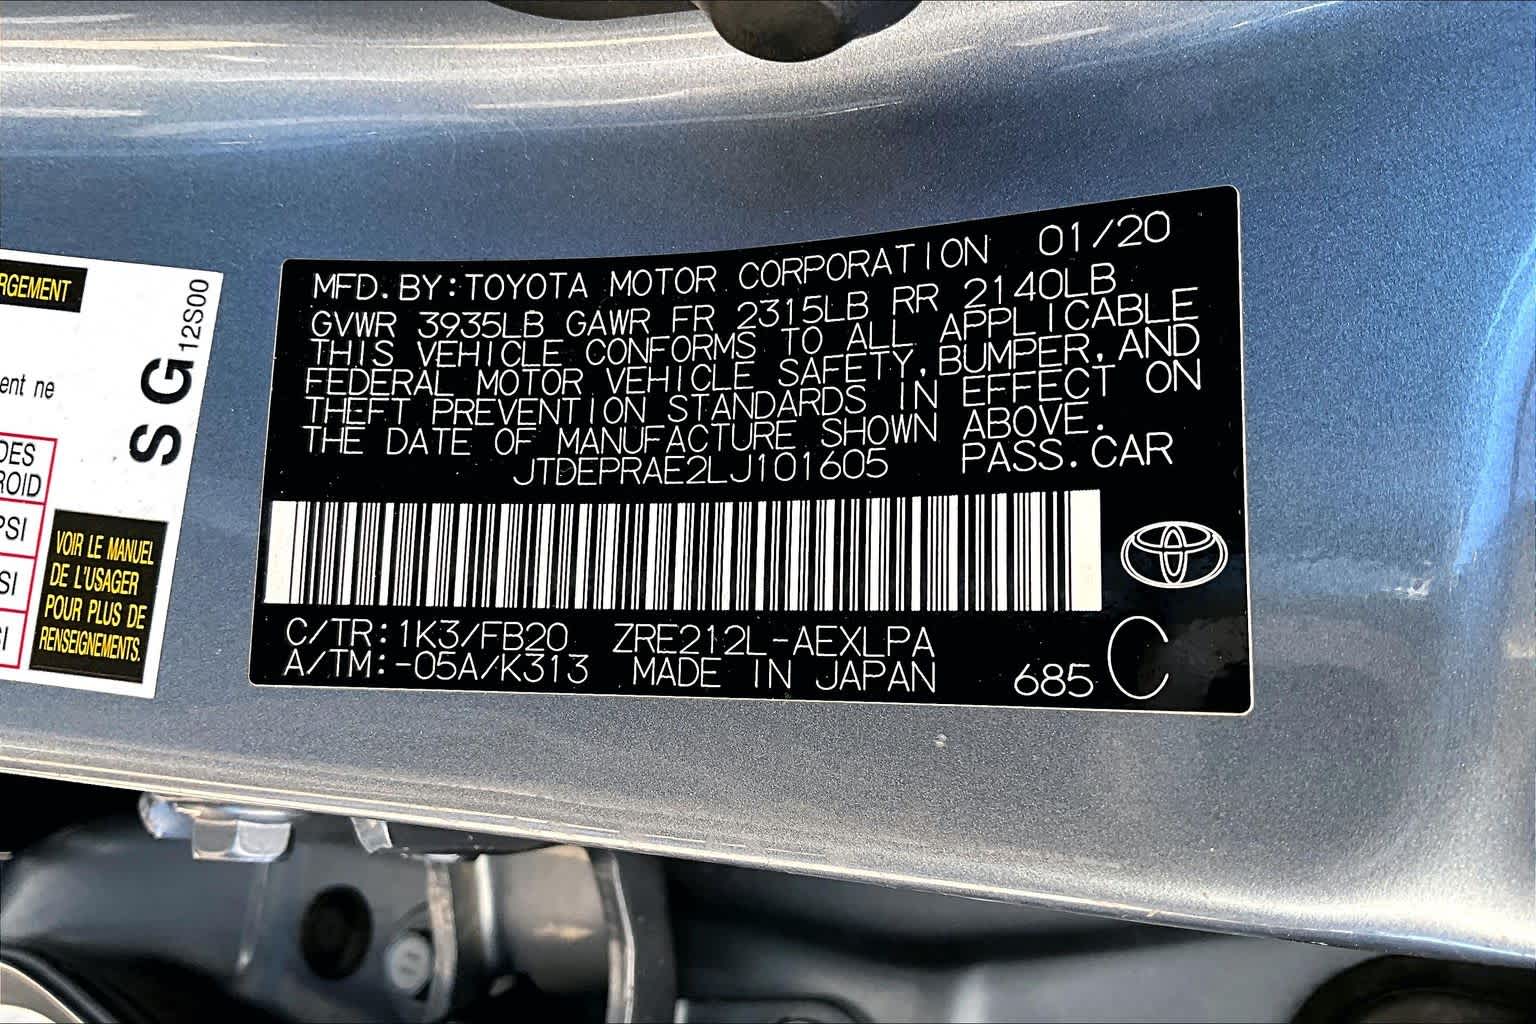 RGEMENT
ent ne
DES
ROID
PSI
SI
SI
VOIR LE MANUEL
DE L'USAGER
POUR PLUS DE
RENSEIGNEMENTS.
S G 12S00
MFD.BY:TOYOTA MOTOR CORPORATION 01/20
GVWR 3935LB GAWR FR 2315LB RR 2140LB
THIS VEHICLE CONFORMS TO ALL APPLICABLE
FEDERAL MOTOR VEHICLE SAFETY,BUMPER,AND
THEFT PREVENTION STANDARDS IN EFFECT ON
THE DATE OF MANUFACTURE SHOWN ABOVE.
JTDEPRAE2LJ101605 PASS.CAR
C/TR:1K3/FB20 ZRE212L-AEXLPA
A/TM:-05A/K313 MADE IN JAPAN 685 C